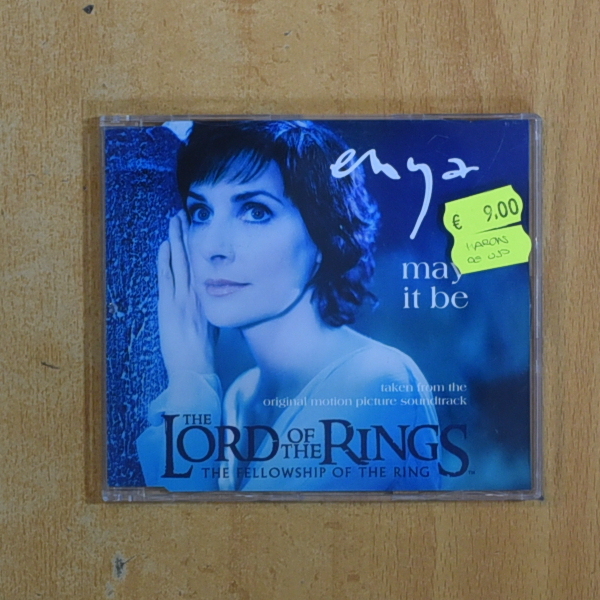 enya
€ 9.00
may
it be
taken from the
original motion picture soundtrack
THE
LORD OF THE RINGS
THE FELLOWSHIP OF THE RING™